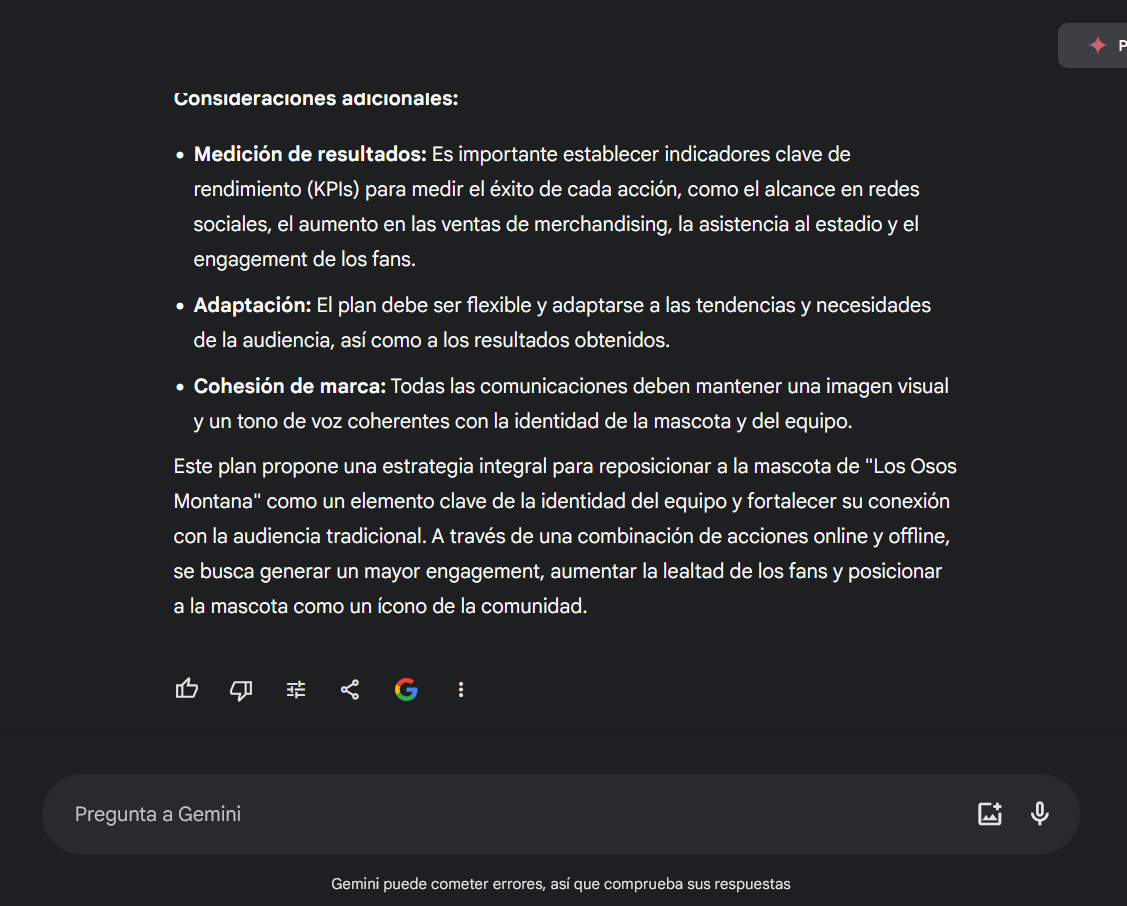 P
Consideraciones adicionales:
• Medición de resultados: Es importante establecer indicadores clave de
rendimiento (KPIs) para medir el éxito de cada acción, como el alcance en redes
sociales, el aumento en las ventas de merchandising, la asistencia al estadio y el
engagement de los fans.
• Adaptación: El plan debe ser flexible y adaptarse a las tendencias y necesidades
de la audiencia, así como a los resultados obtenidos.
• Cohesión de marca: Todas las comunicaciones deben mantener una imagen visual
y un tono de voz coherentes con la identidad de la mascota y del equipo.
Este plan propone una estrategia integral para reposicionar a la mascota de "Los Osos
Montana" como un elemento clave de la identidad del equipo y fortalecer su conexión
con la audiencia tradicional. A través de una combinación de acciones online y offline,
se busca generar un mayor engagement, aumentar la lealtad de los fans y posicionar
a la mascota como un ícono de la comunidad.
Pregunta a Gemini
Gemini puede cometer errores, así que comprueba sus respuestas